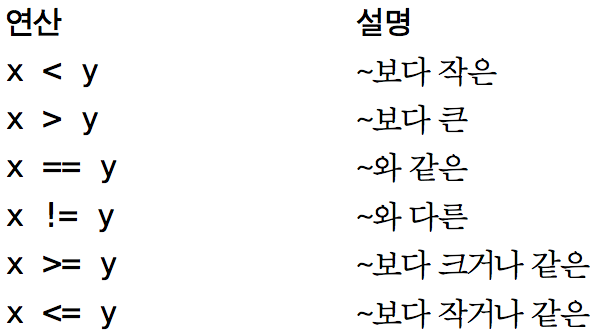 연산 설명
x < y ~보다 작은
x > y ~보다 큰
x == y ~와 같은
x != y ~와 다른
x >= y ~보다 크거나 같은
x <= y ~보다 작거나 같은